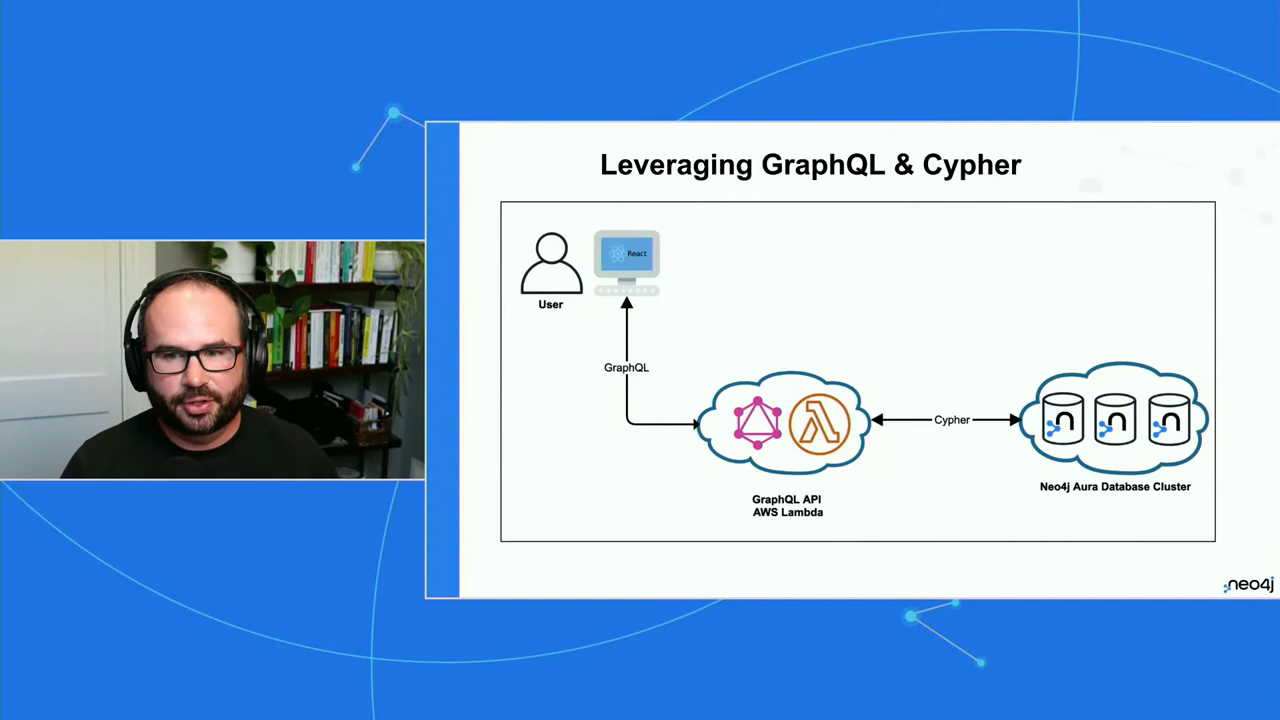 Leveraging GraphQL & Cypher
React
User
GraphQL
Cypher
GraphQL API
AWS Lambda
Neo4j Aura Database Cluster
neo4j